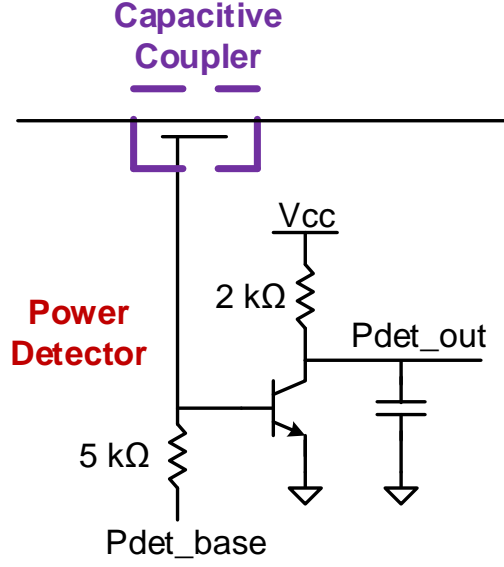 Capacitive
Coupler
Vcc
2 kΩ
Power
Detector
Pdet_out
5 kΩ
Pdet_base